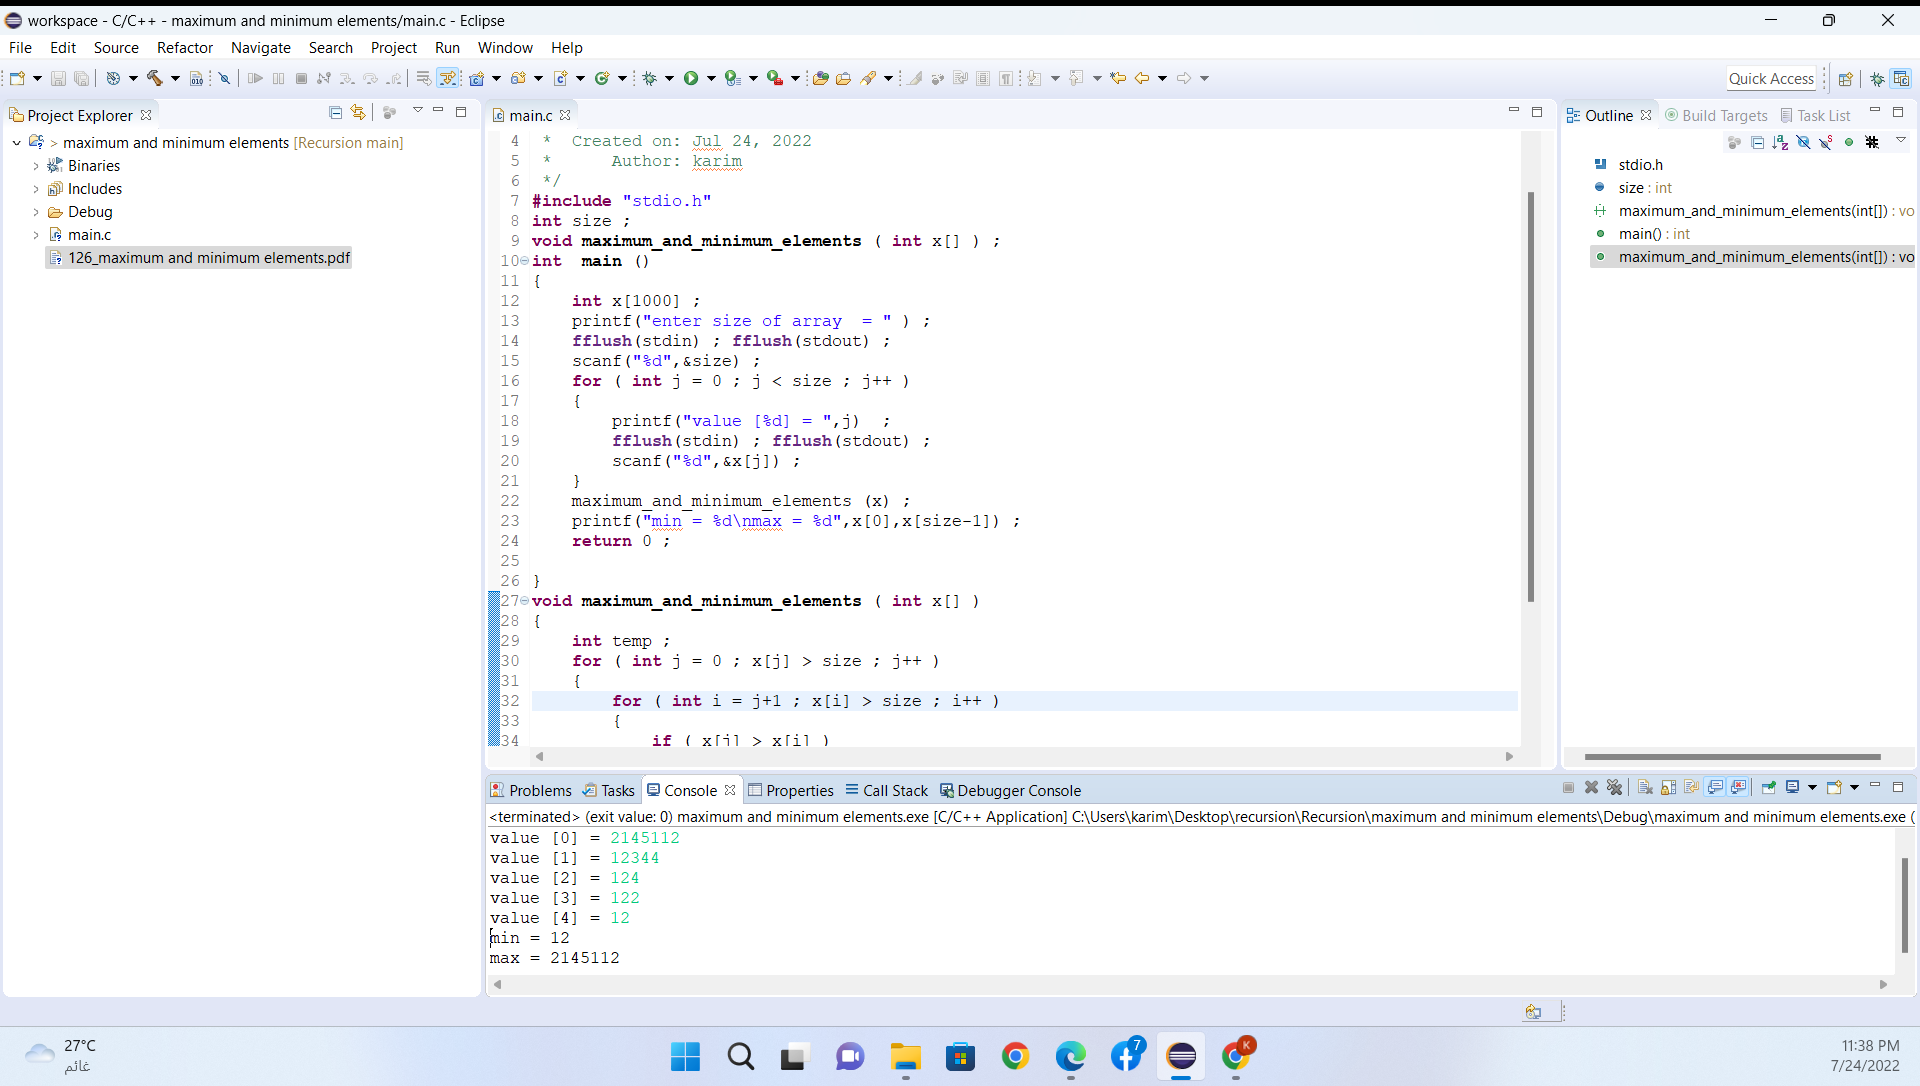 workspace - C/C++ - maximum and minimum elements/main.c - Eclipse
File Edit Source Refactor Navigate Search Project Run Window Help
Quick Access
Project Explorer
> maximum and minimum elements [Recursion main]
Binaries
Includes
Debug
main.c
126_maximum and minimum elements.pdf
main.c
4 * Created on: Jul 24, 2022
5 * Author: karim
6 */
7 #include "stdio.h"
8 int size ;
9 void maximum_and_minimum_elements ( int x[] ) ;
10 int main ()
11 {
12 int x[1000] ;
13 printf("enter size of array = " ) ;
14 fflush(stdin) ; fflush(stdout) ;
15 scanf("%d",&size) ;
16 for ( int j = 0 ; j < size ; j++ )
17 {
18 printf("value [%d] = ",j) ;
19 fflush(stdin) ; fflush(stdout) ;
20 scanf("%d",&x[j]) ;
21 }
22 maximum_and_minimum_elements (x) ;
23 printf("min = %d\nmax = %d",x[0],x[size-1]) ;
24 return 0 ;
25
26 }
27 void maximum_and_minimum_elements ( int x[] )
28 {
29 int temp ;
30 for ( int j = 0 ; x[j] > size ; j++ )
31 {
32 for ( int i = j+1 ; x[i] > size ; i++ )
33 {
34 if ( x[j] > x[i] )
Outline Build Targets Task List
stdio.h
size : int
maximum_and_minimum_elements(int[]) : vo
main() : int
maximum_and_minimum_elements(int[]) : vo
Problems Tasks Console Properties Call Stack Debugger Console
<terminated> (exit value: 0) maximum and minimum elements.exe [C/C++ Application] C:\Users\karim\Desktop\recursion\Recursion\maximum and minimum elements\Debug\maximum and minimum elements.exe (
value [0] = 2145112
value [1] = 12344
value [2] = 124
value [3] = 122
value [4] = 12
min = 12
max = 2145112
27°C
غائم
7
K
11:38 PM
7/24/2022